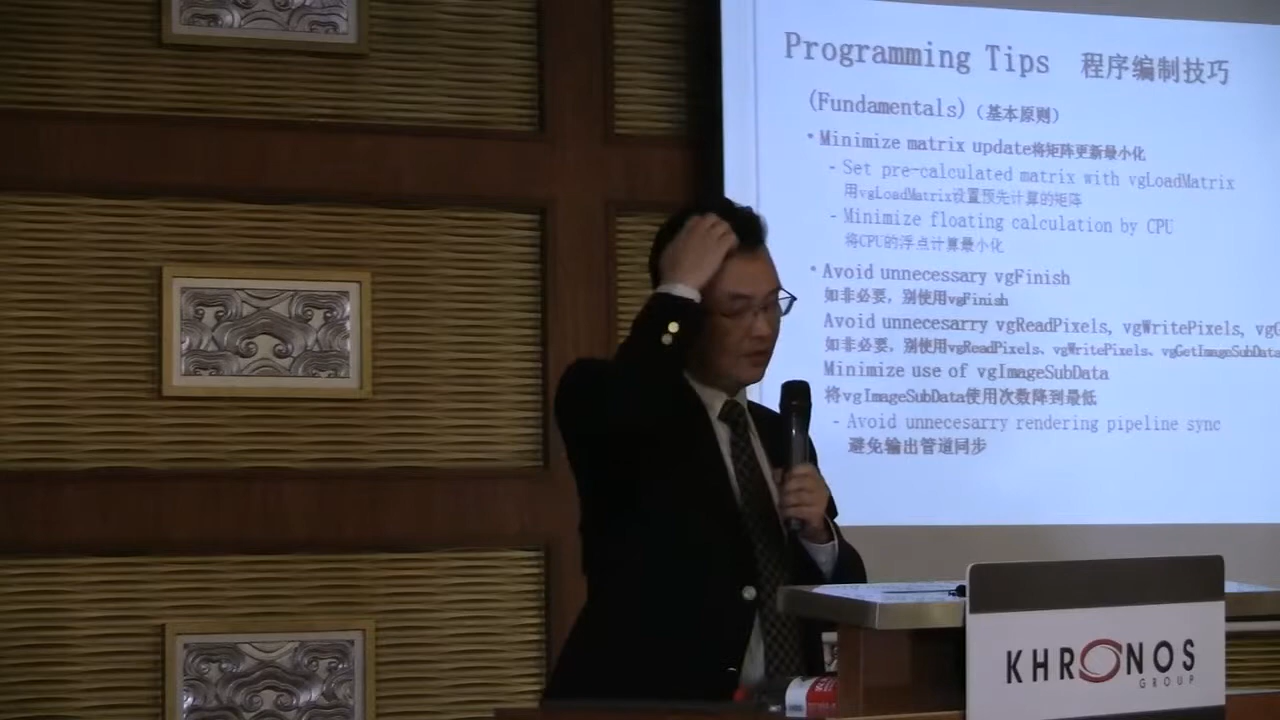 Programming Tips 程序编制技巧
(Fundamentals) (基本原则)
• Minimize matrix update将矩阵更新最小化
- Set pre-calculated matrix with vgLoadMatrix
用vgLoadMatrix设置预先计算的矩阵
- Minimize floating calculation by CPU
将CPU的浮点计算最小化
• Avoid unnecessary vgFinish
如非必要，别使用vgFinish
Avoid unnecesarry vgReadPixels, vgWritePixels,
如非必要，别使用vgReadPixels、vgWritePixels、vgGetImageSubData
Minimize use of vgImageSubData
将vgImageSubData使用次数降到最低
- Avoid unnecesarry rendering pipeline sync
避免输出管道同步
KHRONOS
GROUP